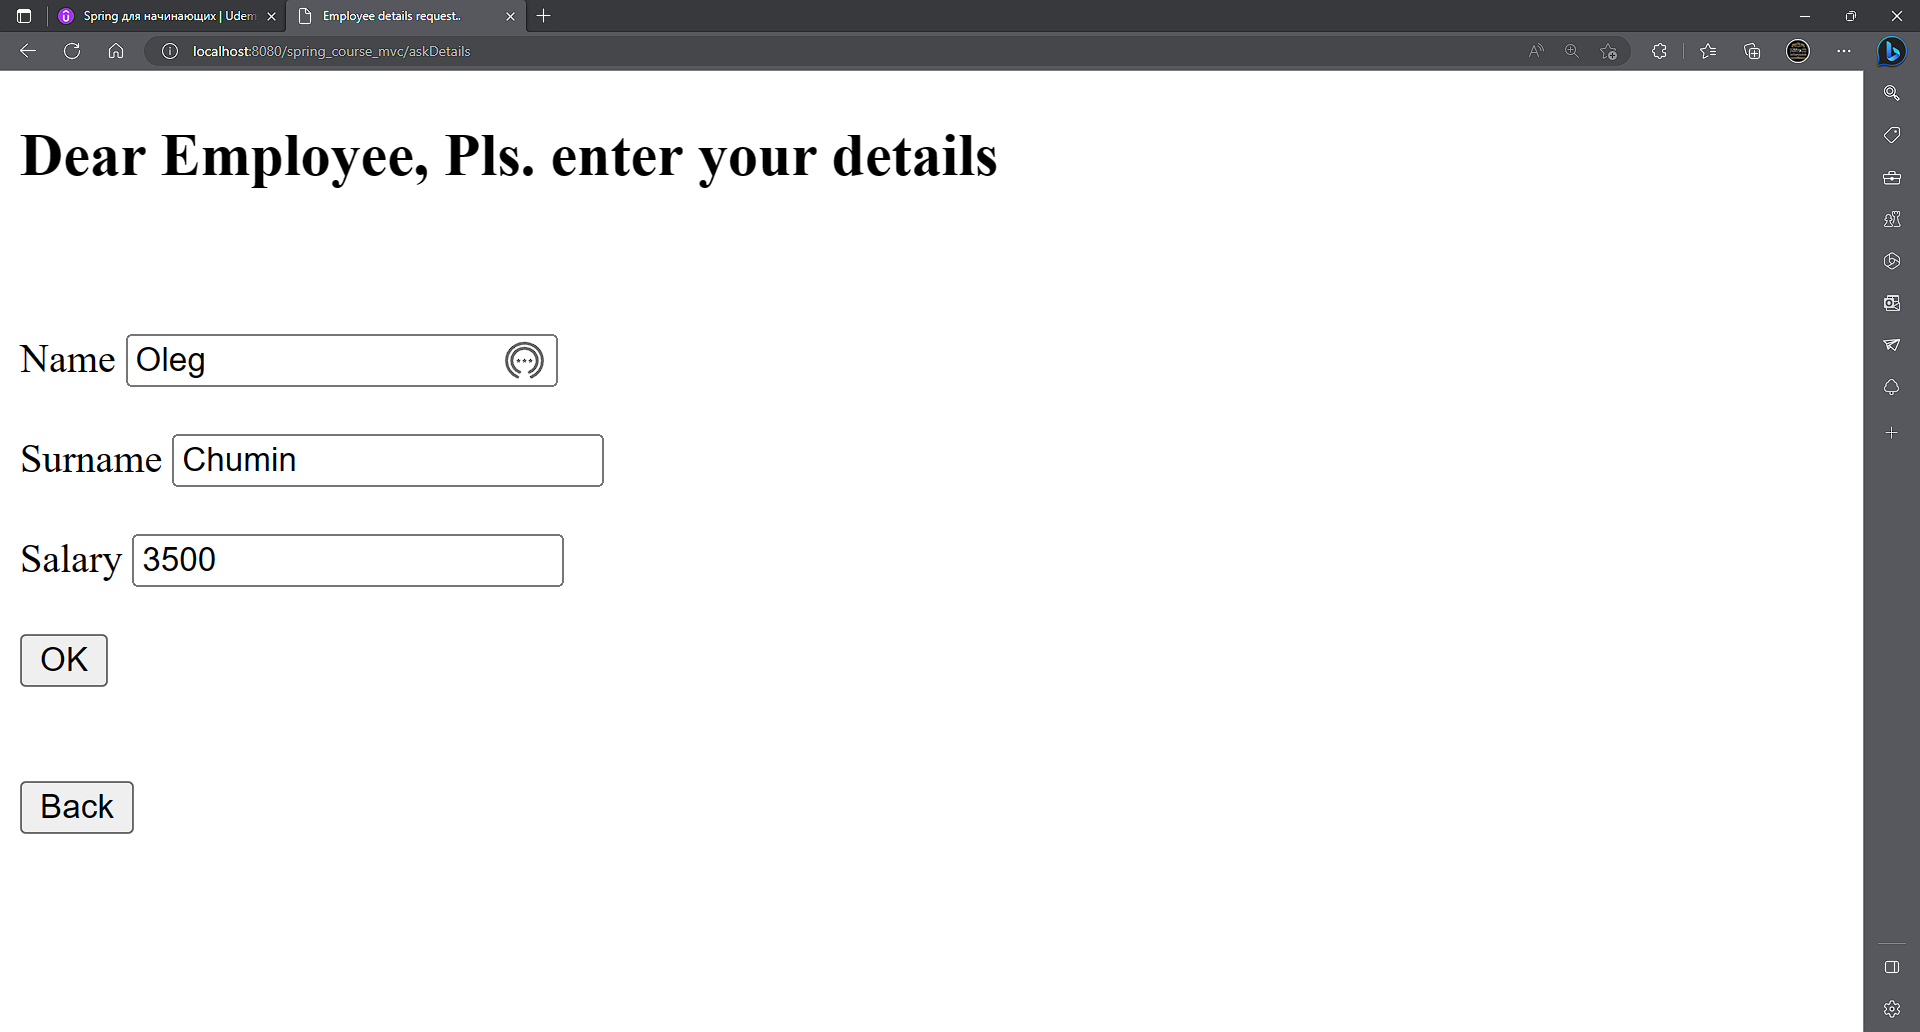 Spring для начинающих | Udem
Employee details request..
localhost:8080/spring_course_mvc/askDetails
Dear Employee, Pls. enter your details
Name Oleg
Surname Chumin
Salary 3500
OK
Back